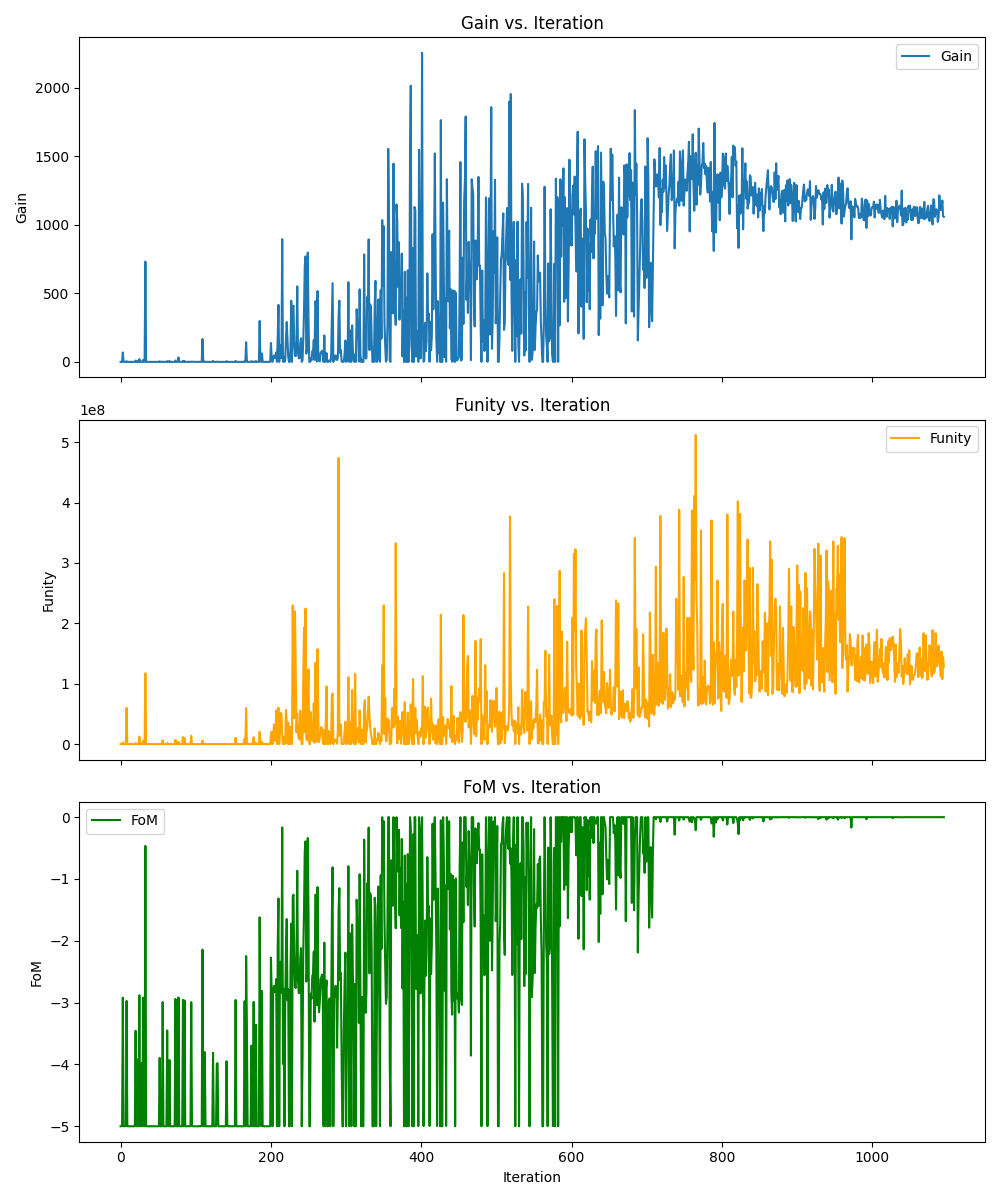 Gain vs. Iteration
Gain
2000
1500
1000
500
0
Gain
Funity vs. Iteration
1e8
Funity
5
4
3
2
1
0
Funity
FoM vs. Iteration
FoM
0
−1
−2
−3
−4
−5
FoM
0 200 400 600 800 1000
Iteration